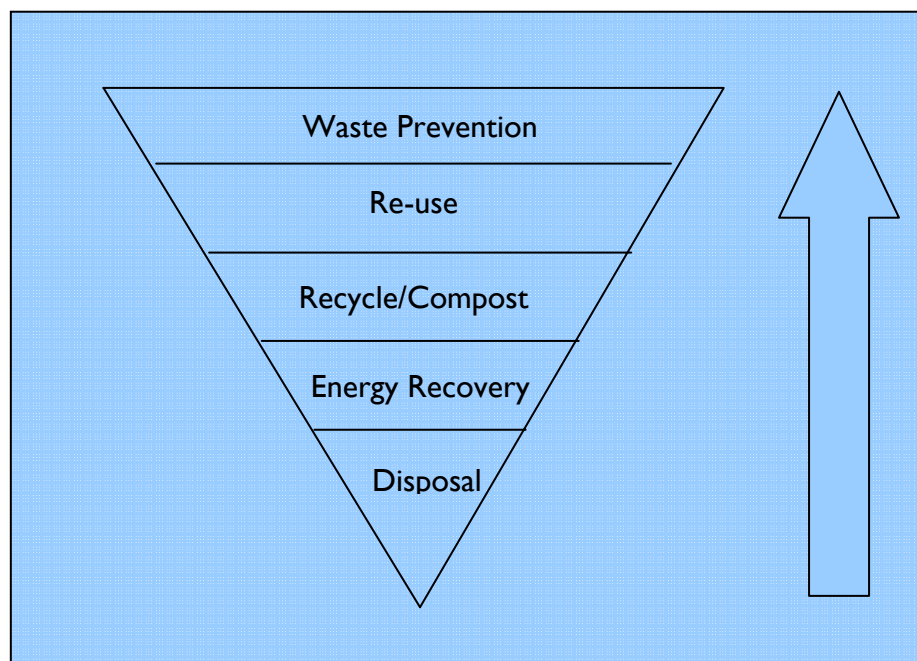 Waste Prevention
Re-use
Recycle/Compost
Energy Recovery
Disposal